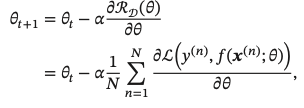 θ_{t+1} = θ_t − α ∂ℛ_𝒟(θ)/∂θ
= θ_t − α (1/N) ∑_{n=1}^{N} ∂ℒ(y^{(n)}, f(𝒙^{(n)}; θ))/∂θ,